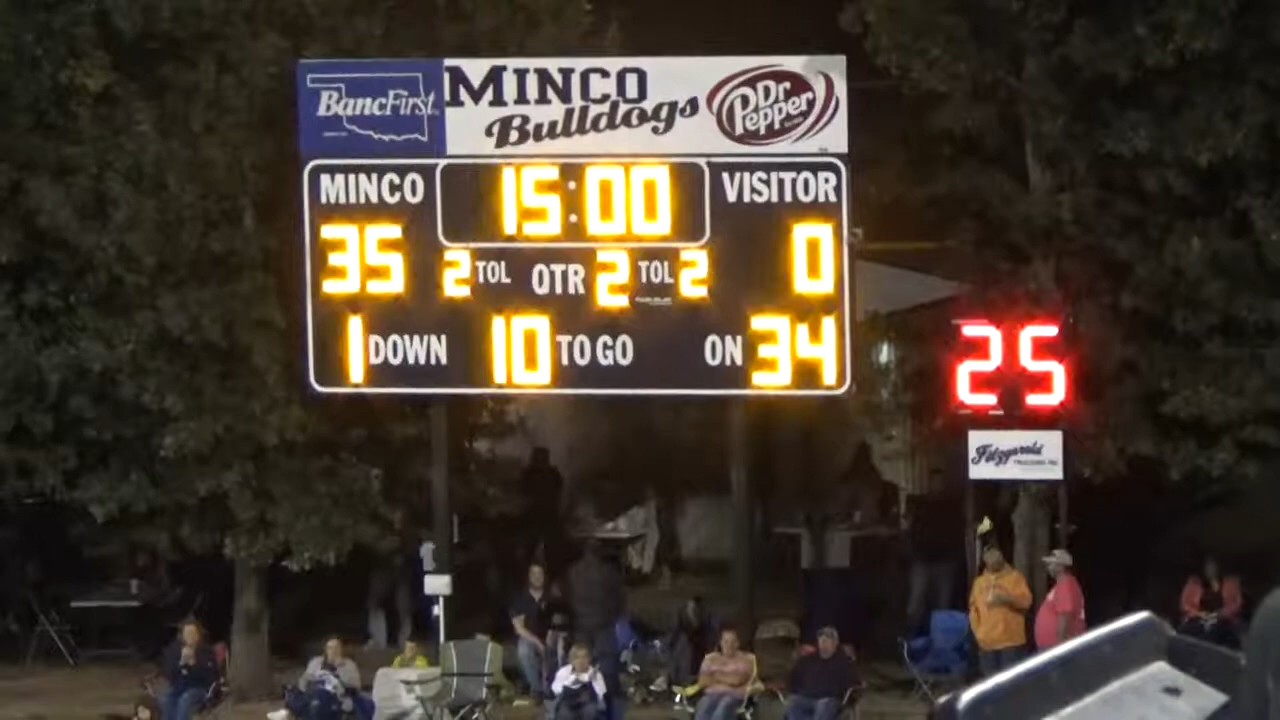 BancFirst
MINCO
Bulldogs
Dr
Pepper
MINCO
15:00
VISITOR
35
2 TOL QTR 2 TOL 2
0
1 DOWN 10 TO GO ON 34
25
Fitzgerald